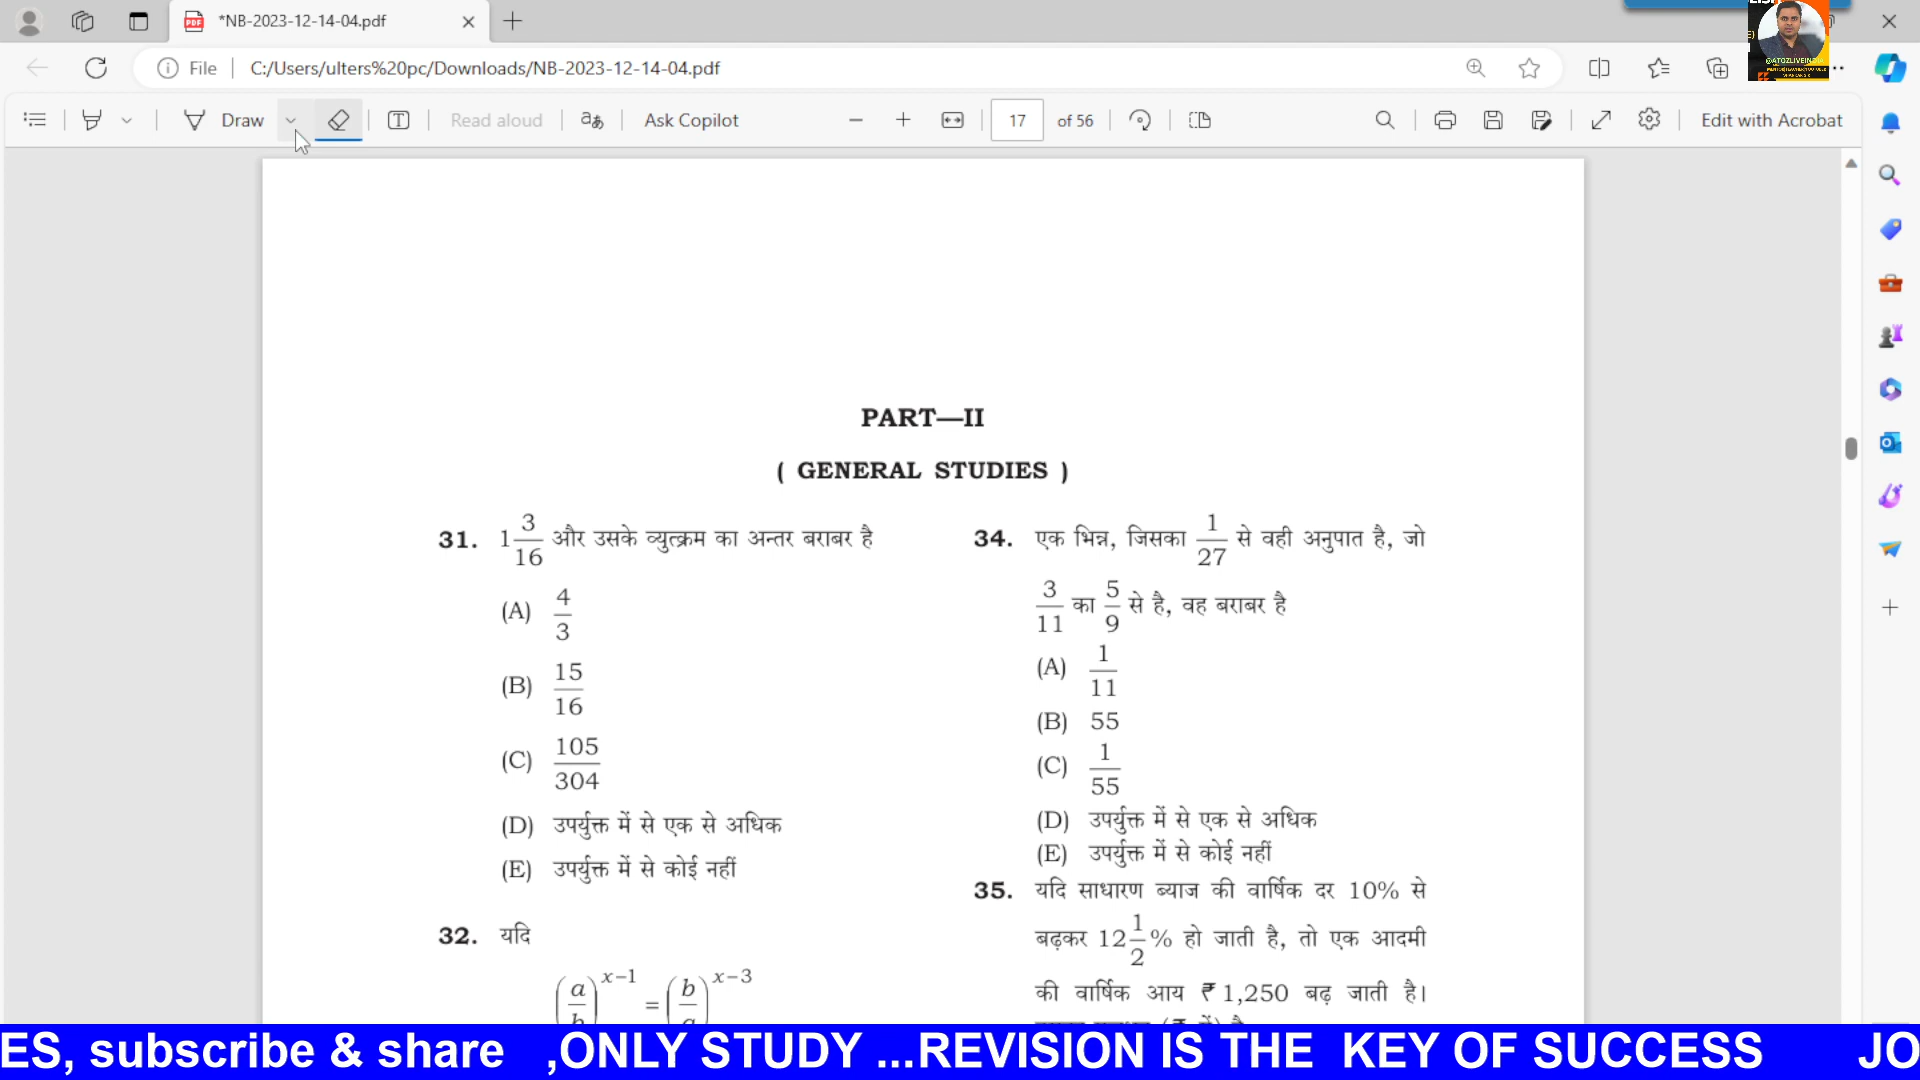 *NB-2023-12-14-04.pdf
File
C:/Users/ulters%20pc/Downloads/NB-2023-12-14-04.pdf
@ATOZLIVEINDIA
Draw
Read aloud
Ask Copilot
17 of 56
Edit with Acrobat
PART—II
( GENERAL STUDIES )
31. 1 3/16 और उसके व्युत्क्रम का अन्तर बराबर है
(A) 4/3
(B) 15/16
(C) 105/304
(D) उपर्युक्त में से एक से अधिक
(E) उपर्युक्त में से कोई नहीं
32. यदि
(a/b)^x–1 = (b/a)^x–3
34. एक भिन्न, जिसका 1/27 से वही अनुपात है, जो
3/11 का 5/9 से है, वह बराबर है
(A) 1/11
(B) 55
(C) 1/55
(D) उपर्युक्त में से एक से अधिक
(E) उपर्युक्त में से कोई नहीं
35. यदि साधारण ब्याज की वार्षिक दर 10% से
बढ़कर 12 1/2% हो जाती है, तो एक आदमी
की वार्षिक आय ₹ 1,250 बढ़ जाती है।
ES, subscribe & share ,ONLY STUDY ...REVISION IS THE KEY OF SUCCESS JO